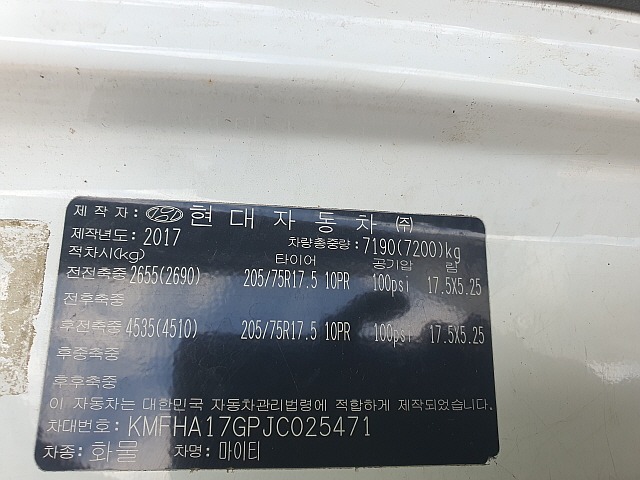 제작자: 현대자동차 (주)
제작년도: 2017 차량총중량: 7190(7200)kg
적차시(kg) 타이어 공기압 림
전전축중 2655(2690) 205/75R17.5 10PR 100psi 17.5X5.25
전후축중
후전축중 4535(4510) 205/75R17.5 10PR 100psi 17.5X5.25
후중축중
후후축중
이 자동차는 대한민국 자동차관리법령에 적합하게 제작되었습니다.
차대번호: KMFHA17GPJC025471
차종: 화물 차명: 마이티